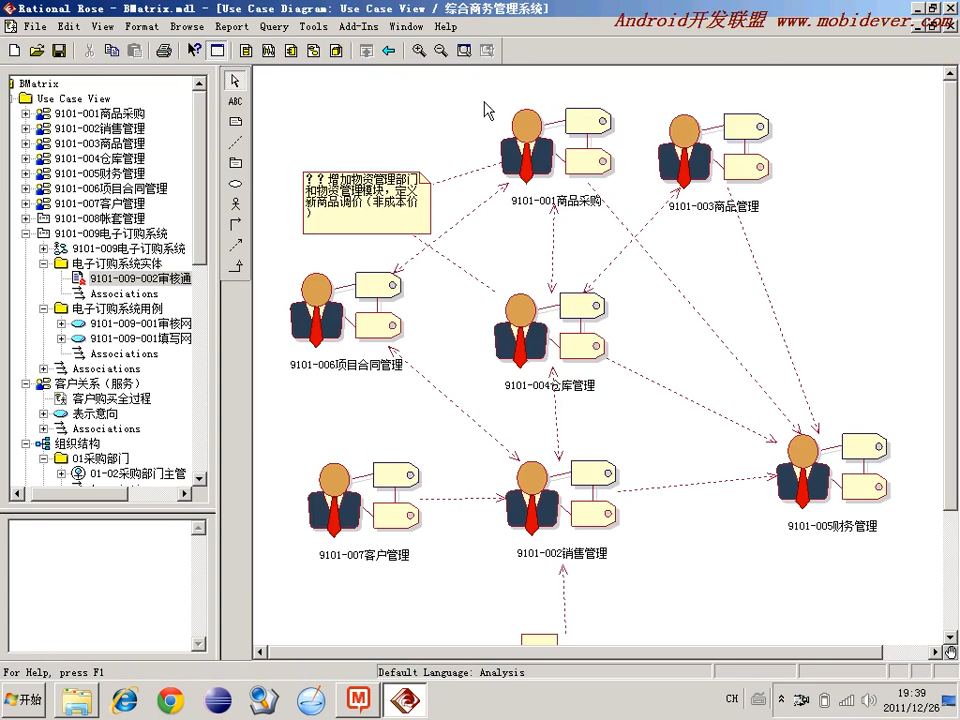 Rational Rose - BMatrix.mdl - [Use Case Diagram: Use Case View / 综合商务管理系统]
Android开发联盟 www.mobidever.com
File Edit View Format Browse Report Query Tools Add-Ins Window Help
BMatrix
Use Case View
9101-001商品采购
9101-002销售管理
9101-003商品管理
9101-004仓库管理
9101-005财务管理
9101-006项目合同管理
9101-007客户管理
9101-008帐套管理
9101-009电子订购系统
9101-009电子订购系统
电子订购系统实体
9101-009-002审核通
Associations
电子订购系统用例
9101-009-001审核网
9101-009-001填写网
Associations
Associations
客户关系（服务）
客户购买全过程
表示意向
Associations
组织结构
01采购部门
01-02采购部门主管
ABC
？？增加物资管理部门
和物资管理模块，定义
新商品调价（非成本价
）
9101-001商品采购
9101-003商品管理
9101-006项目合同管理
9101-004仓库管理
9101-005财务管理
9101-007客户管理
9101-002销售管理
For Help, press F1
Default Language: Analysis
开始
CH
19:39
2011/12/26